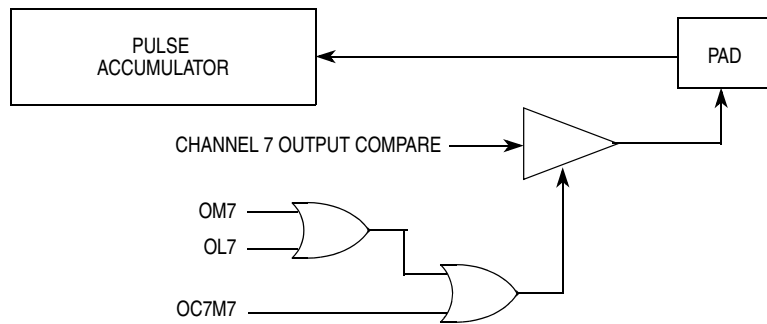 PULSE
ACCUMULATOR
PAD
CHANNEL 7 OUTPUT COMPARE
OM7
OL7
OC7M7